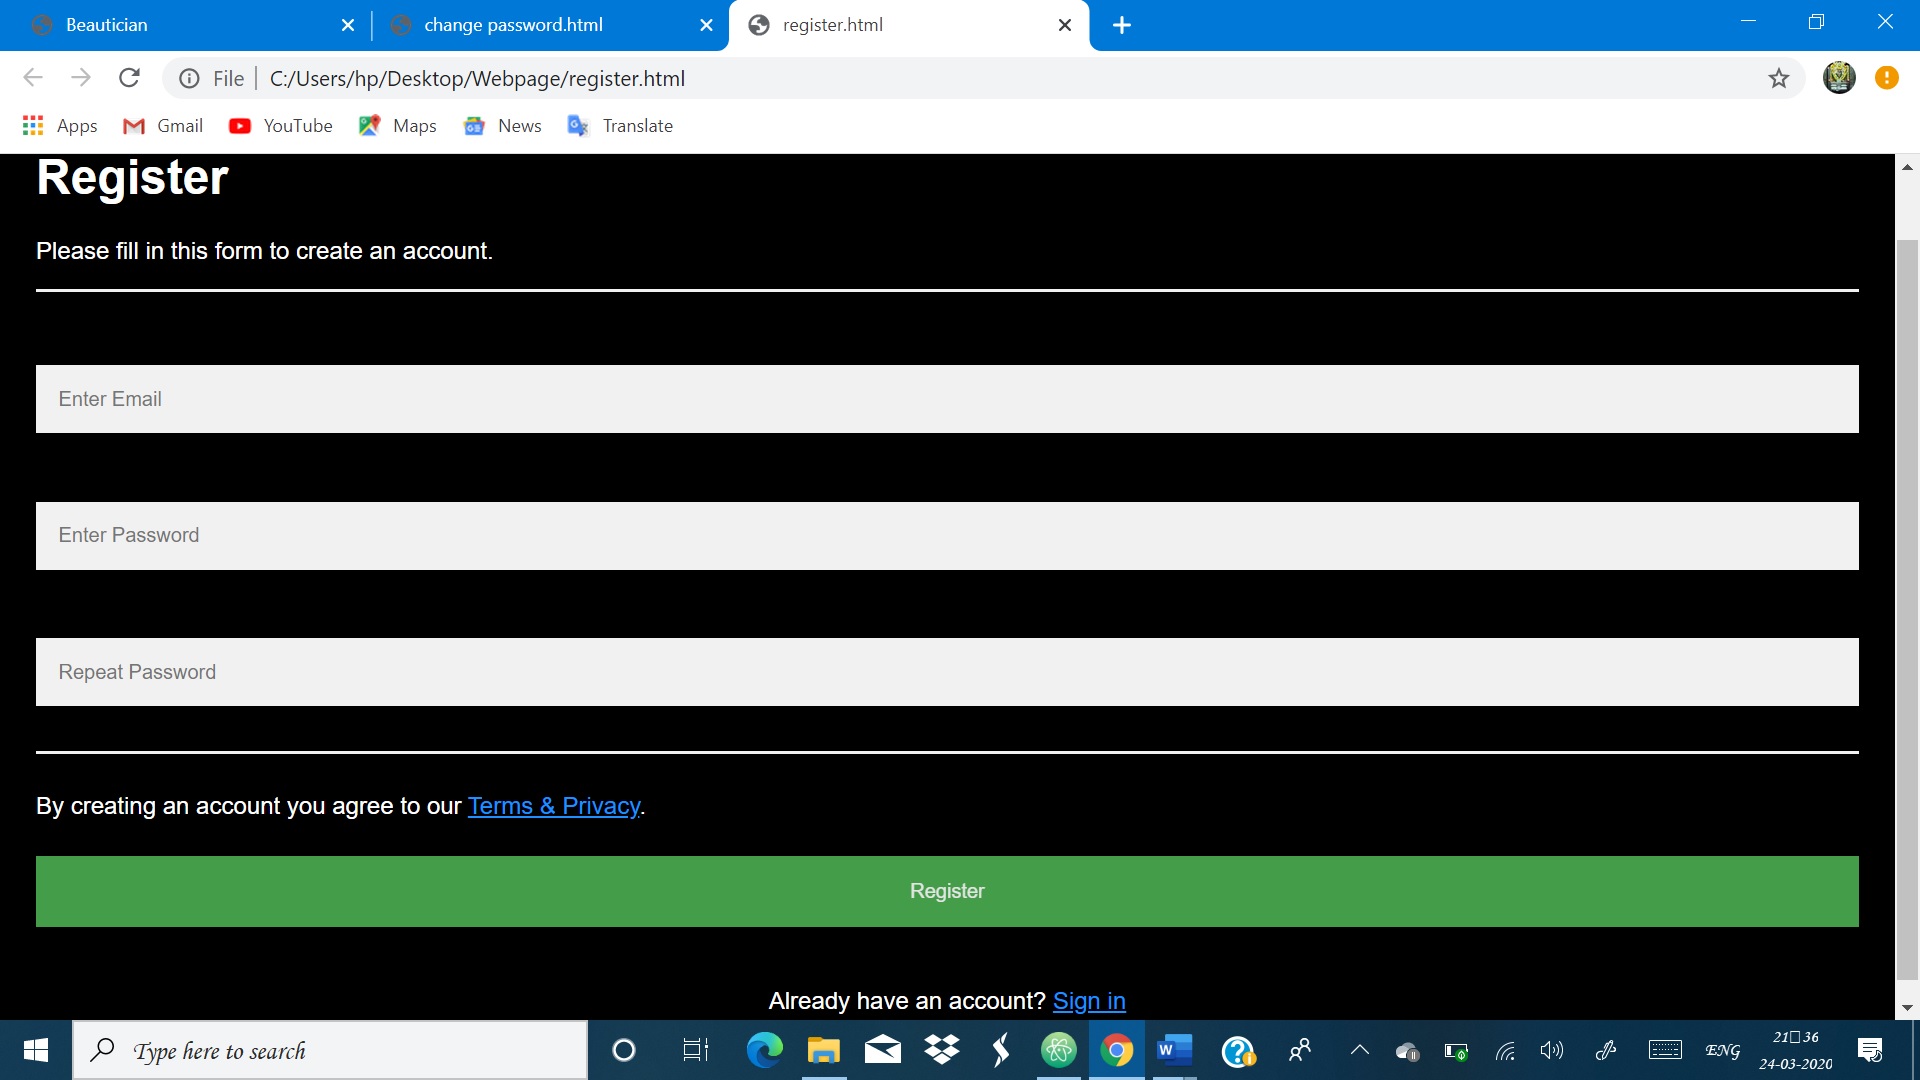 Beautician
change password.html
register.html
File
C:/Users/hp/Desktop/Webpage/register.html
Apps
Gmail
YouTube
Maps
News
Translate
Register
Please fill in this form to create an account.
Enter Email
Enter Password
Repeat Password
By creating an account you agree to our Terms & Privacy.
Register
Already have an account? Sign in
Type here to search
ENG
21□36
24-03-2020